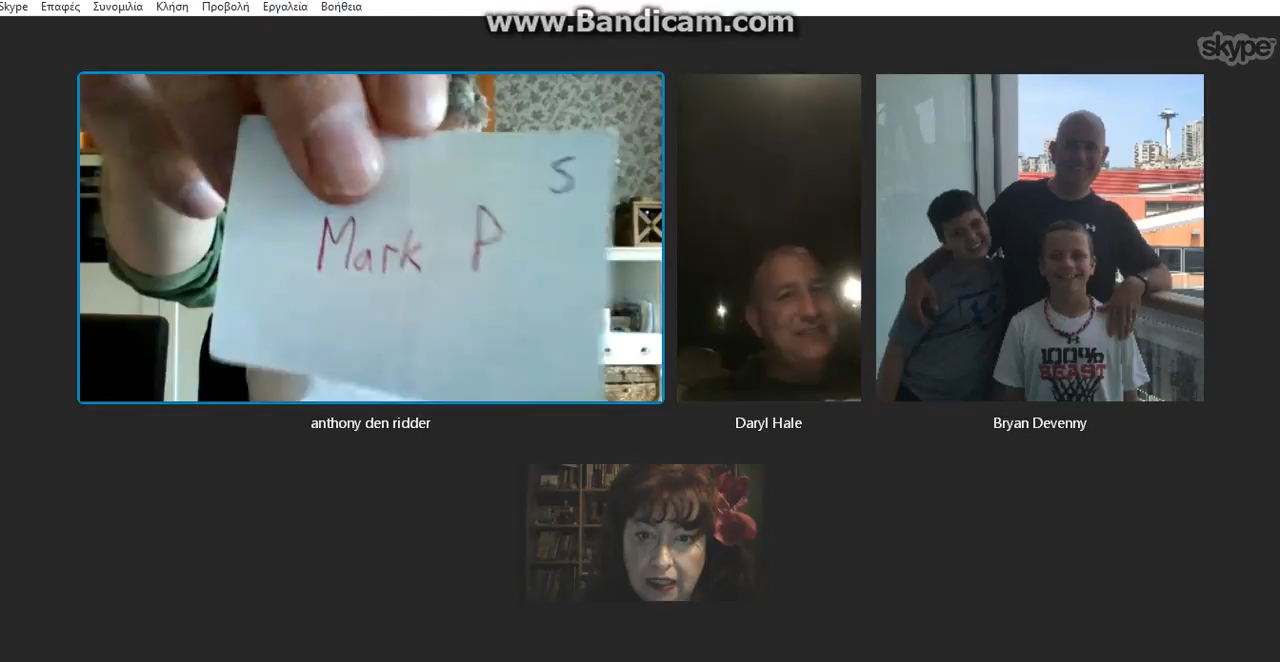 Skype Επαφές Συνομιλία Κλήση Προβολή Εργαλεία Βοήθεια
www.Bandicam.com
skype
S
Mark P
100%
BEAST
anthony den ridder
Daryl Hale
Bryan Devenny